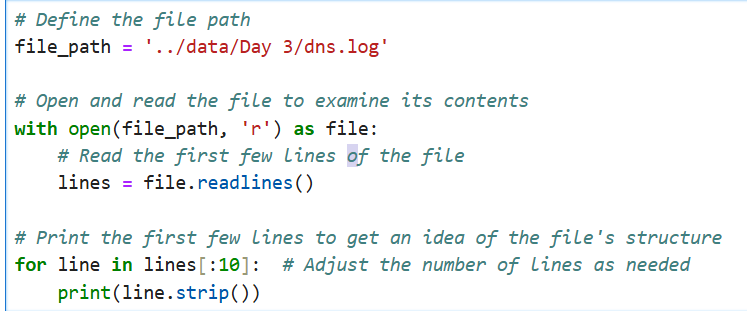 # Define the file path
file_path = '../data/Day 3/dns.log'
# Open and read the file to examine its contents
with open(file_path, 'r') as file:
    # Read the first few lines of the file
    lines = file.readlines()
# Print the first few lines to get an idea of the file's structure
for line in lines[:10]:  # Adjust the number of lines as needed
    print(line.strip())